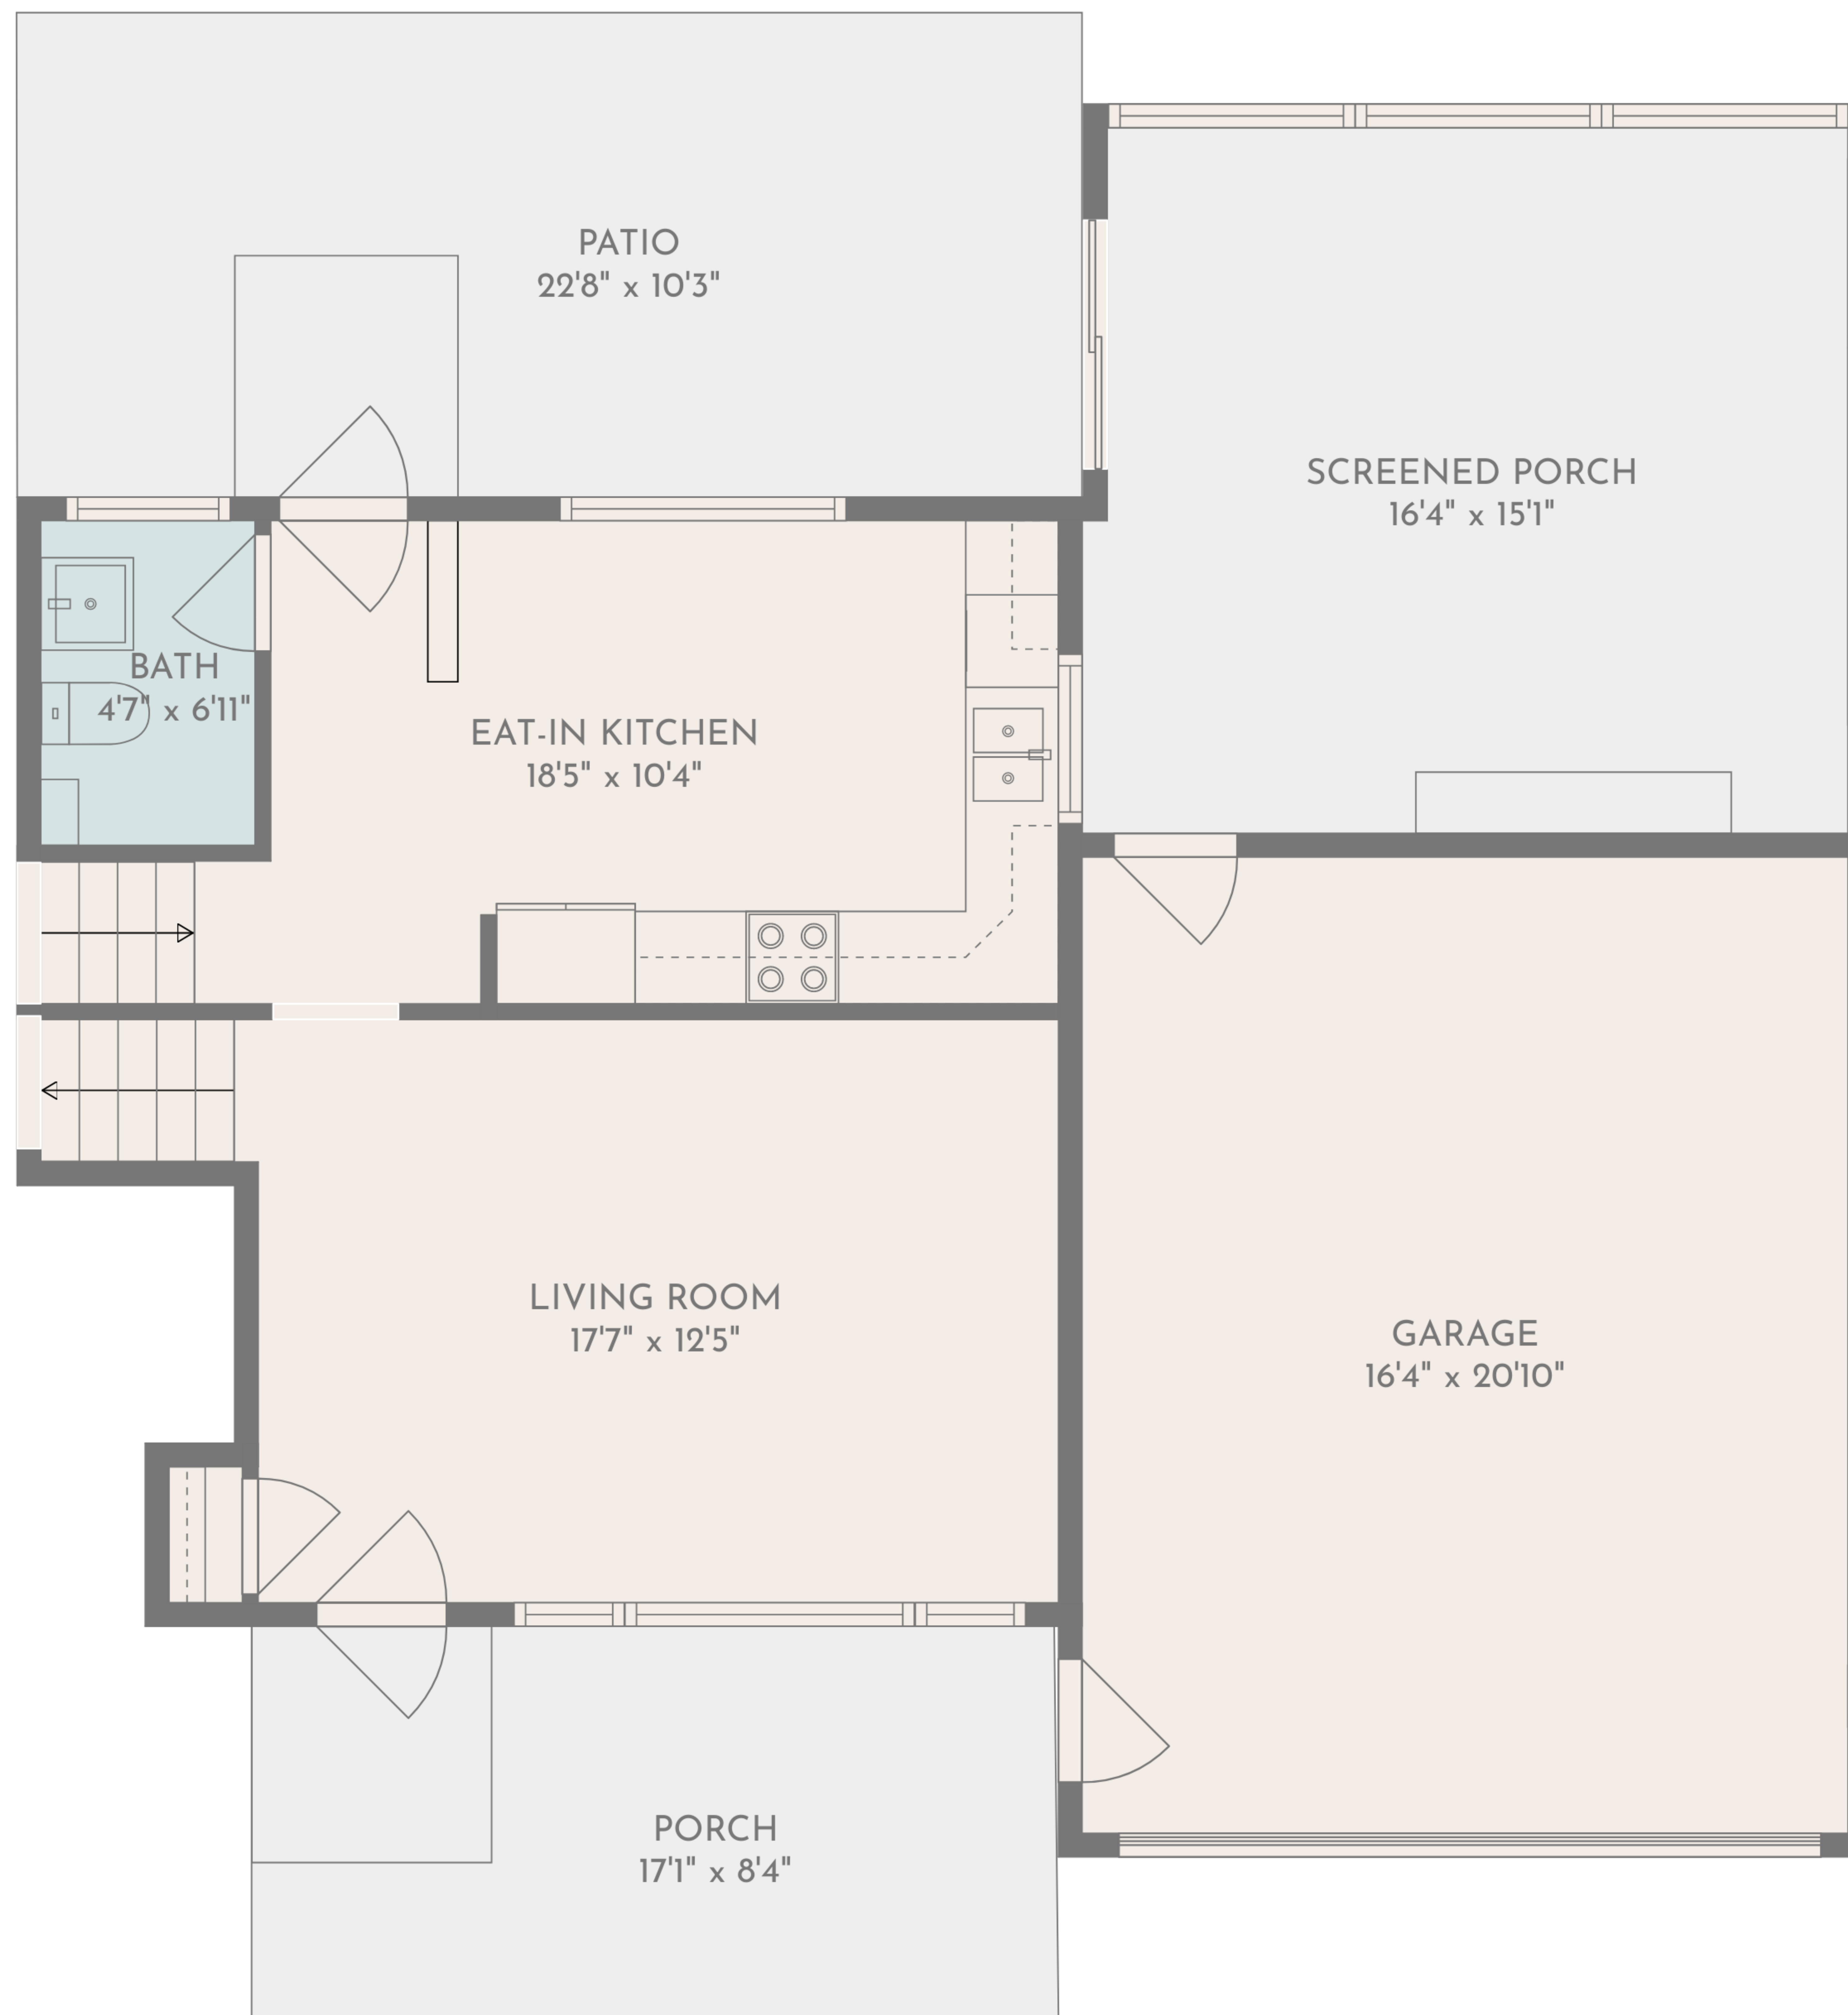 PATIO
22'8" x 10'3"
SCREENED PORCH
16'4" x 15'1"
BATH
4'7" x 6'11"
EAT-IN KITCHEN
18'5" x 10'4"
LIVING ROOM
17'7" x 12'5"
GARAGE
16'4" x 20'10"
PORCH
17'1" x 8'4"